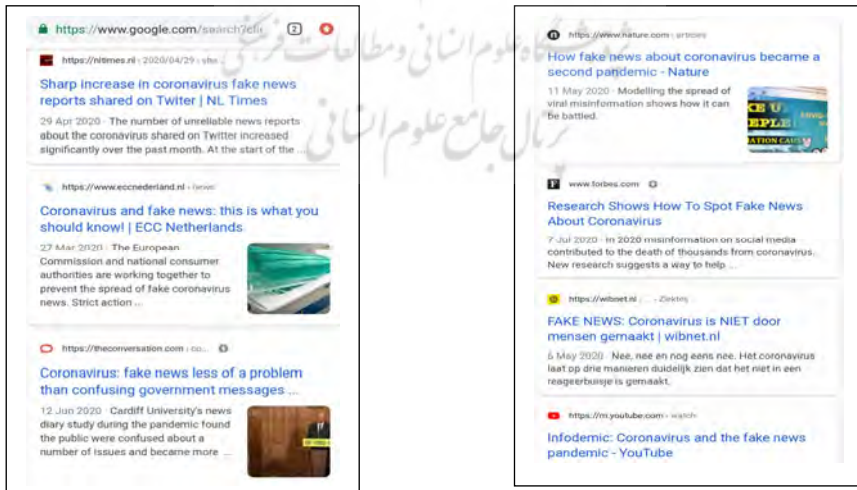 https://www.google.com/search?clie
2
https://nltimes.nl › 2020/04/29 › sha...
Sharp increase in coronavirus fake news
reports shared on Twiter | NL Times
29 Apr 2020 · The number of unreliable news reports
about the coronavirus shared on Twitter increased
significantly over the past month. At the start of the ...
https://www.eccnederland.nl › news
Coronavirus and fake news: this is what you
should know! | ECC Netherlands
27 Mar 2020 · The European
Commission and national consumer
authorities are working together to
prevent the spread of fake coronavirus
news. Strict action ...
https://theconversation.com › co...
Coronavirus: fake news less of a problem
than confusing government messages ...
12 Jun 2020 · Cardiff University's news
diary study during the pandemic found
the public were confused about a
number of issues and became more ...
پژوهشگاه علوم انسانی و مطالعات فرهنگی
پرتال جامع علوم انسانی
https://www.nature.com › articles
How fake news about coronavirus became a
second pandemic - Nature
11 May 2020 · Modelling the spread of
viral misinformation shows how it can
be battled.
www.forbes.com
Research Shows How To Spot Fake News
About Coronavirus
7 Jul 2020 · In 2020 misinformation on social media
contributed to the death of thousands from coronavirus.
New research suggests a way to help ...
https://wibnet.nl › ... › Ziektes
FAKE NEWS: Coronavirus is NIET door
mensen gemaakt | wibnet.nl
6 May 2020 · Nee, nee en nog eens nee. Het coronavirus
laat op drie manieren duidelijk zien dat het niet in een
reageerbuisje is gemaakt.
https://m.youtube.com › watch
Infodemic: Coronavirus and the fake news
pandemic - YouTube